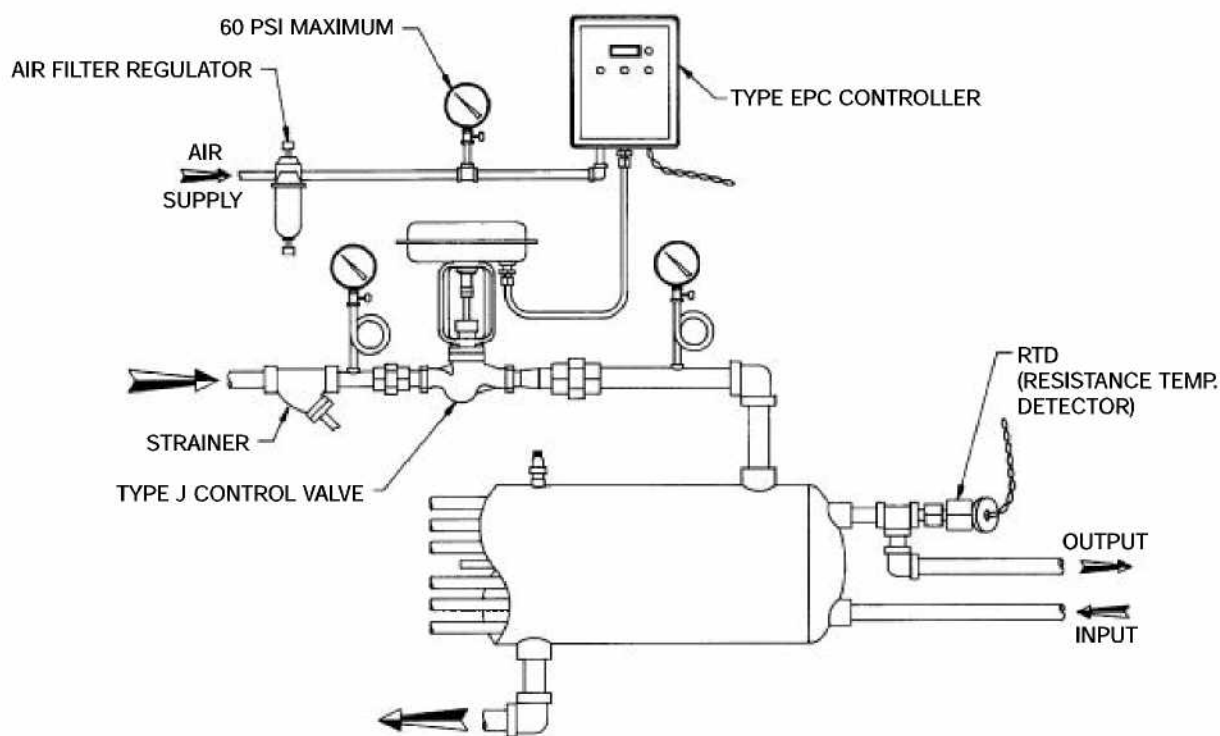 60 PSI MAXIMUM
AIR FILTER REGULATOR
TYPE EPC CONTROLLER
AIR
SUPPLY
RTD
(RESISTANCE TEMP.
DETECTOR)
STRAINER
TYPE J CONTROL VALVE
OUTPUT
INPUT